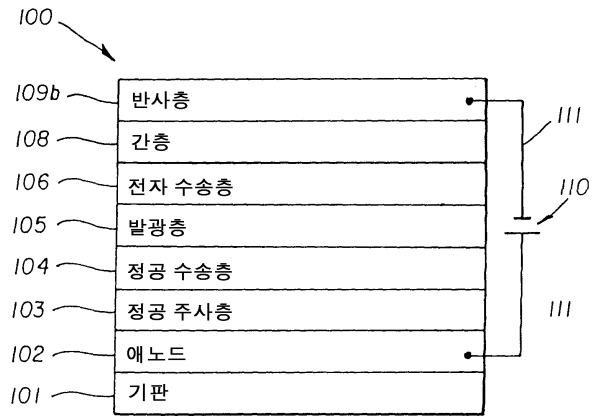 100
109b 반사층
108 간층
111
106 전자 수송층
110
105 발광층
104 정공 수송층
103 정공 주사층
111
102 애노드
101 기판